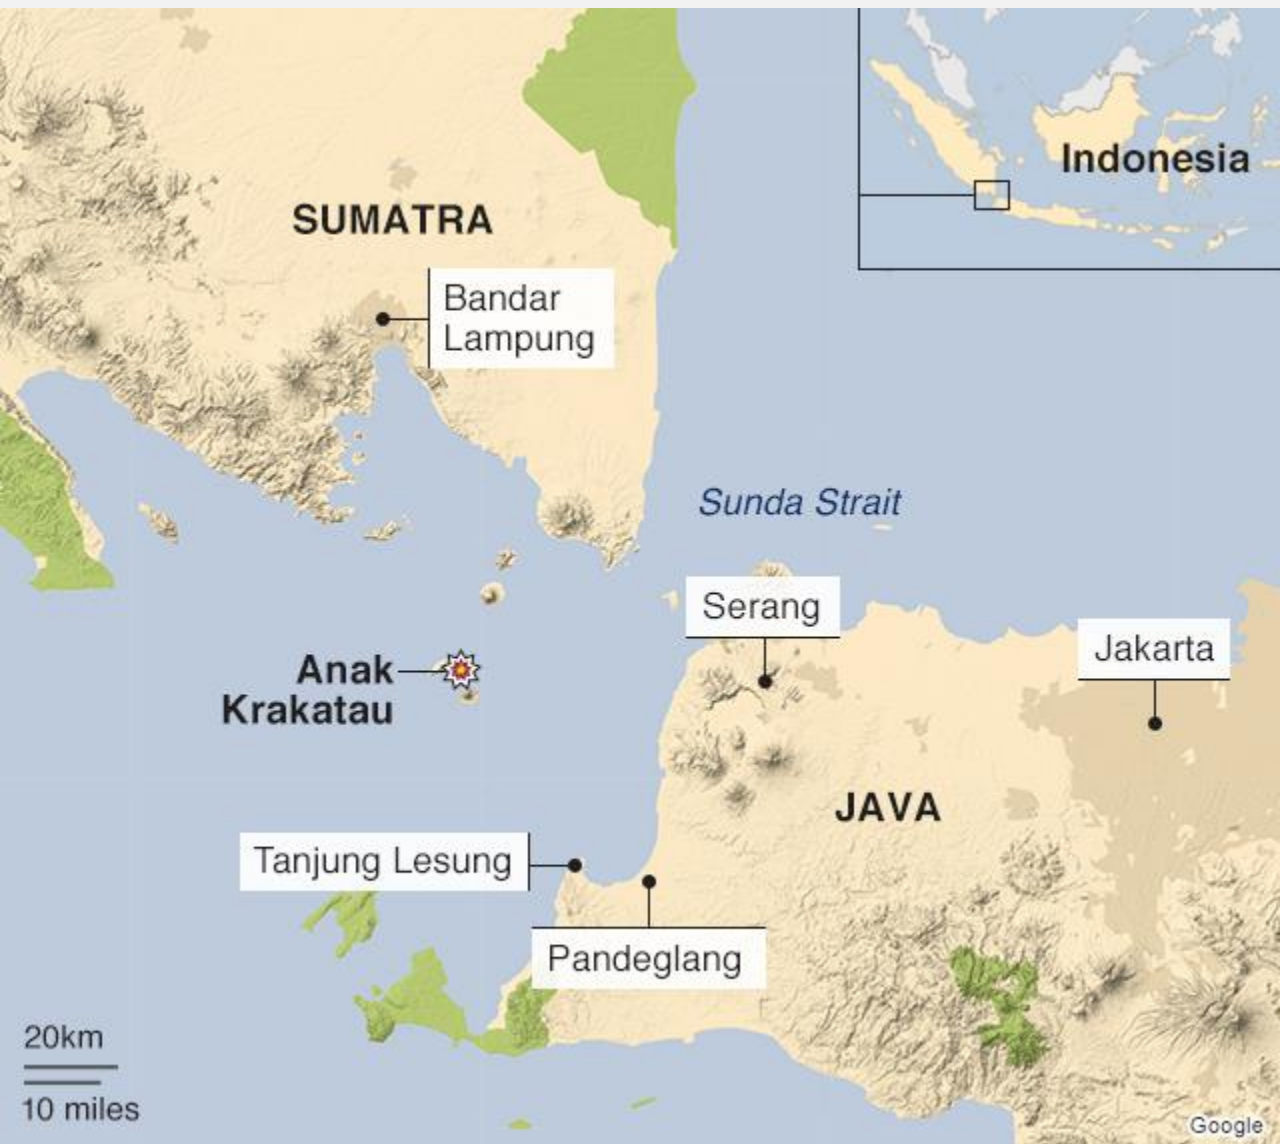 Indonesia
SUMATRA
Bandar
Lampung
Sunda Strait
Serang
Jakarta
Anak
Krakatau
JAVA
Tanjung Lesung
Pandeglang
20km
10 miles
Google